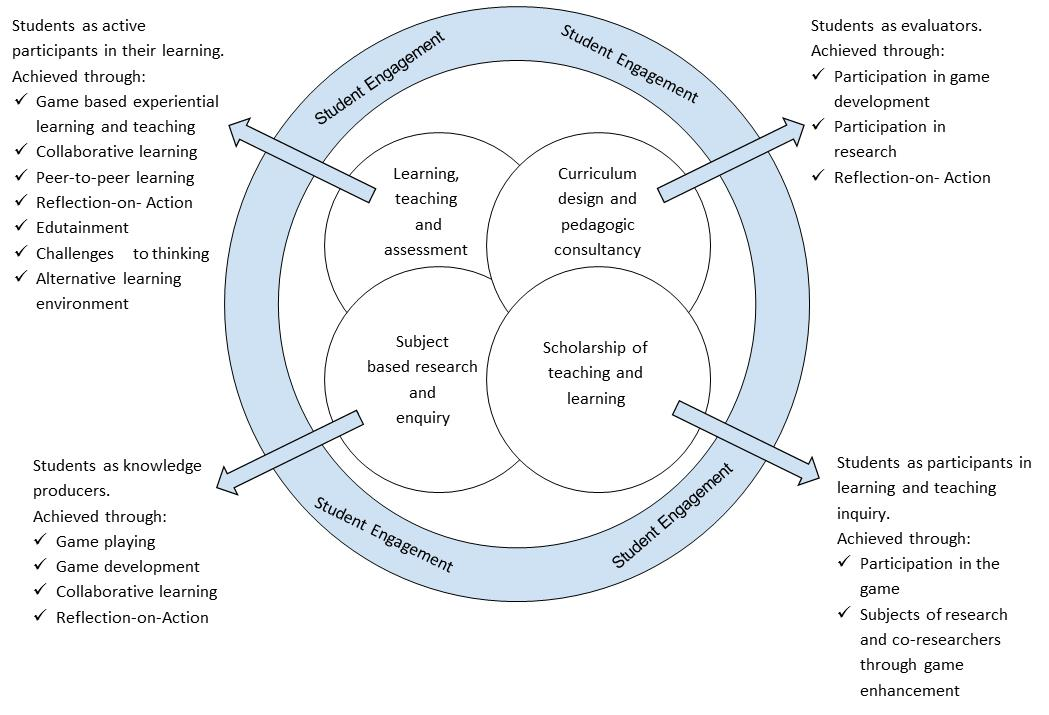 Students as active
participants in their learning.
Achieved through:
✓ Game based experiential
learning and teaching
✓ Collaborative learning
✓ Peer-to-peer learning
✓ Reflection-on- Action
✓ Edutainment
✓ Challenges to thinking
✓ Alternative learning
environment
Student Engagement
Student Engagement
Students as evaluators.
Achieved through:
✓ Participation in game
development
✓ Participation in
research
✓ Reflection-on- Action
Learning,
teaching
and
assessment
Curriculum
design and
pedagogic
consultancy
Subject
based research
and
enquiry
Scholarship of
teaching and
learning
Students as knowledge
producers.
Achieved through:
✓ Game playing
✓ Game development
✓ Collaborative learning
✓ Reflection-on-Action
Student Engagement
Student Engagement
Students as participants in
learning and teaching
inquiry.
Achieved through:
✓ Participation in the
game
✓ Subjects of research
and co-researchers
through game
enhancement